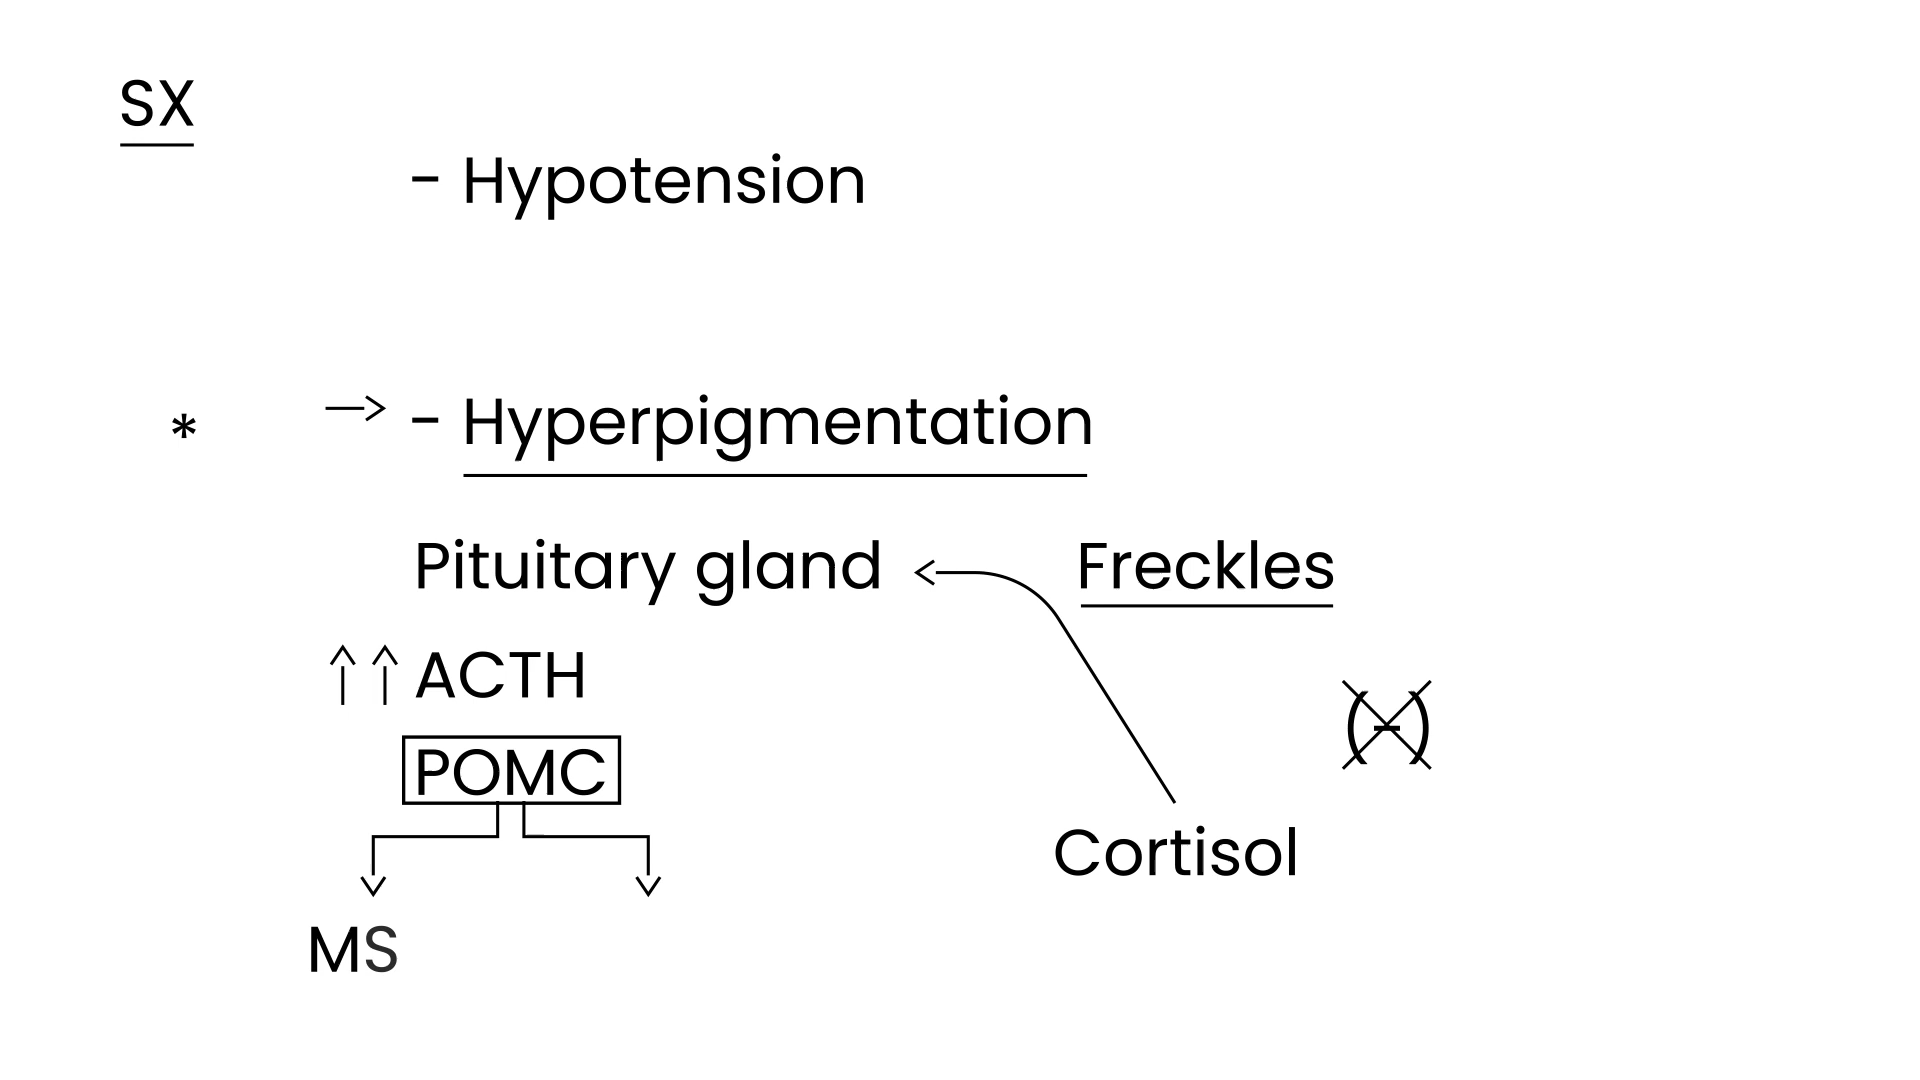 SX
- Hypotension
* - Hyperpigmentation
Pituitary gland
Freckles
ACTH
(-)
POMC
Cortisol
MS